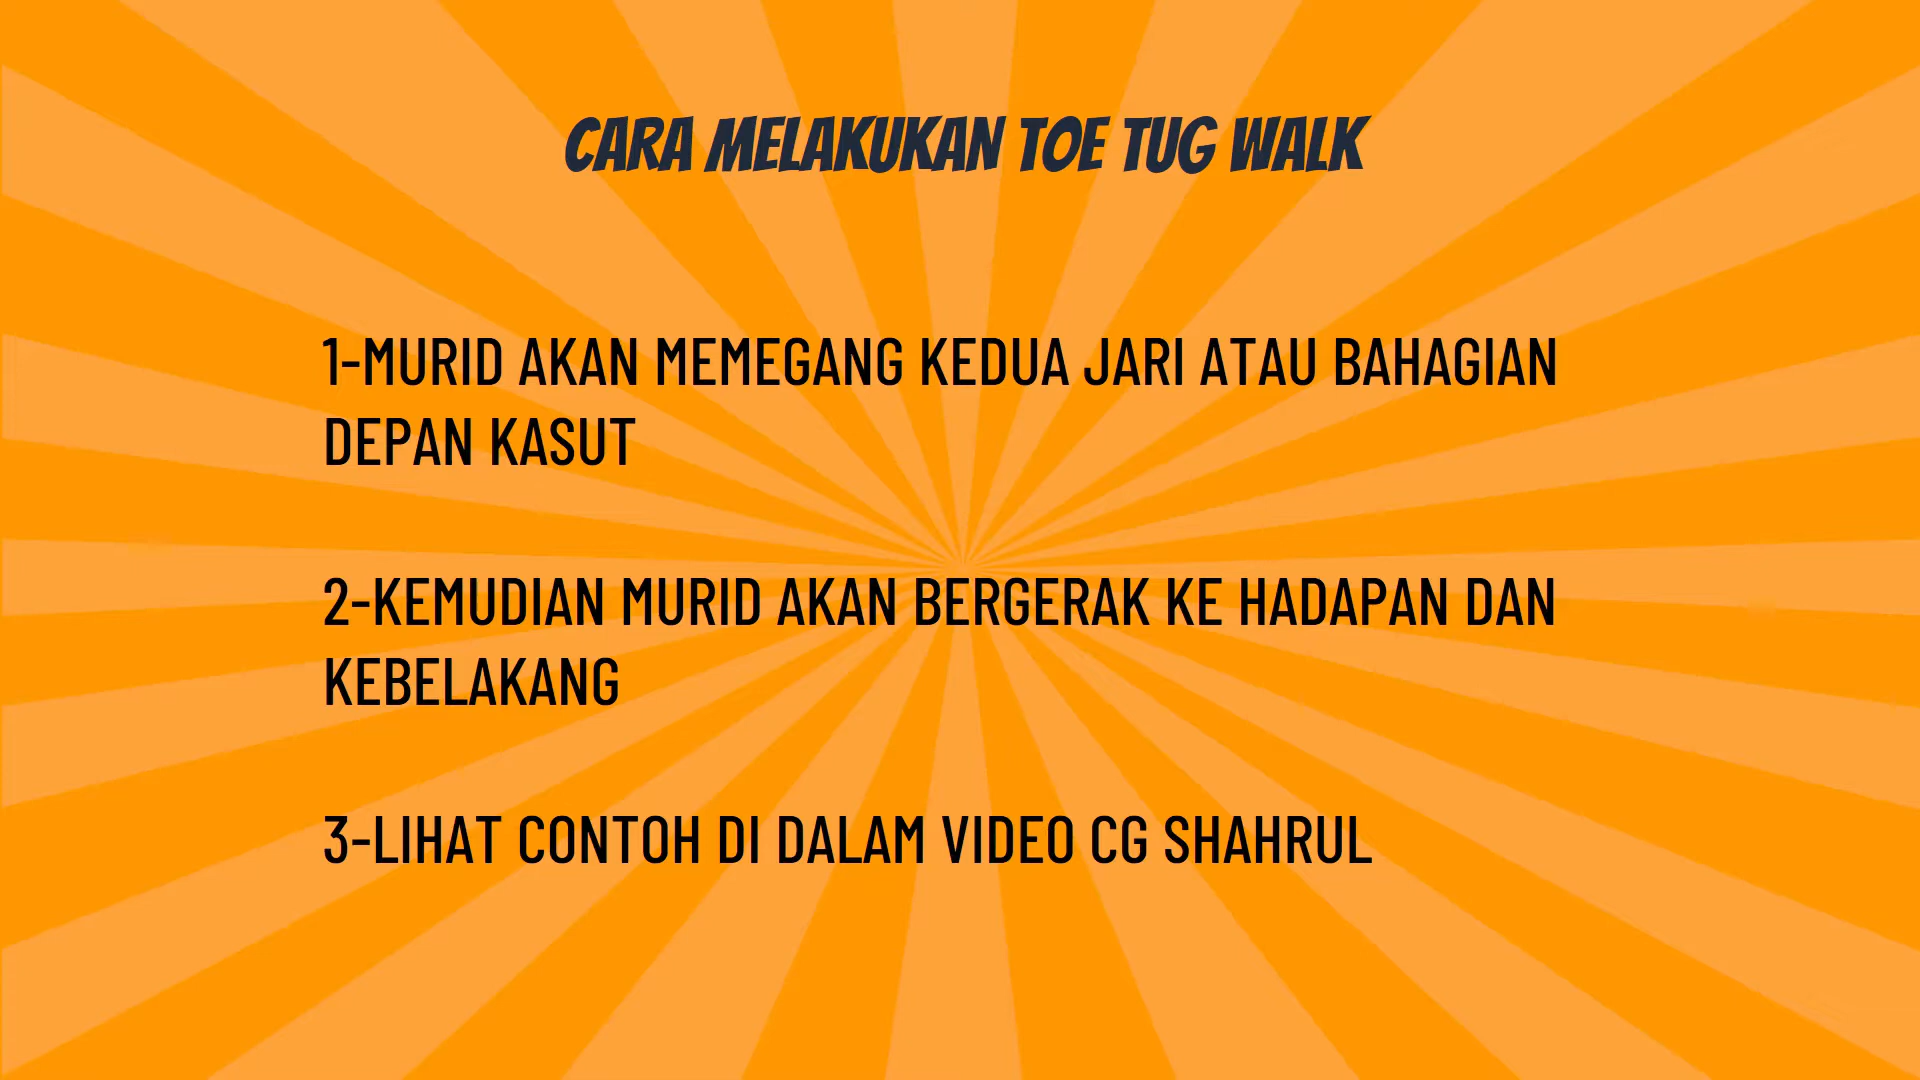 CARA MELAKUKAN TOE TUG WALK
1-MURID AKAN MEMEGANG KEDUA JARI ATAU BAHAGIAN
DEPAN KASUT
2-KEMUDIAN MURID AKAN BERGERAK KE HADAPAN DAN
KEBELAKANG
3-LIHAT CONTOH DI DALAM VIDEO CG SHAHRUL